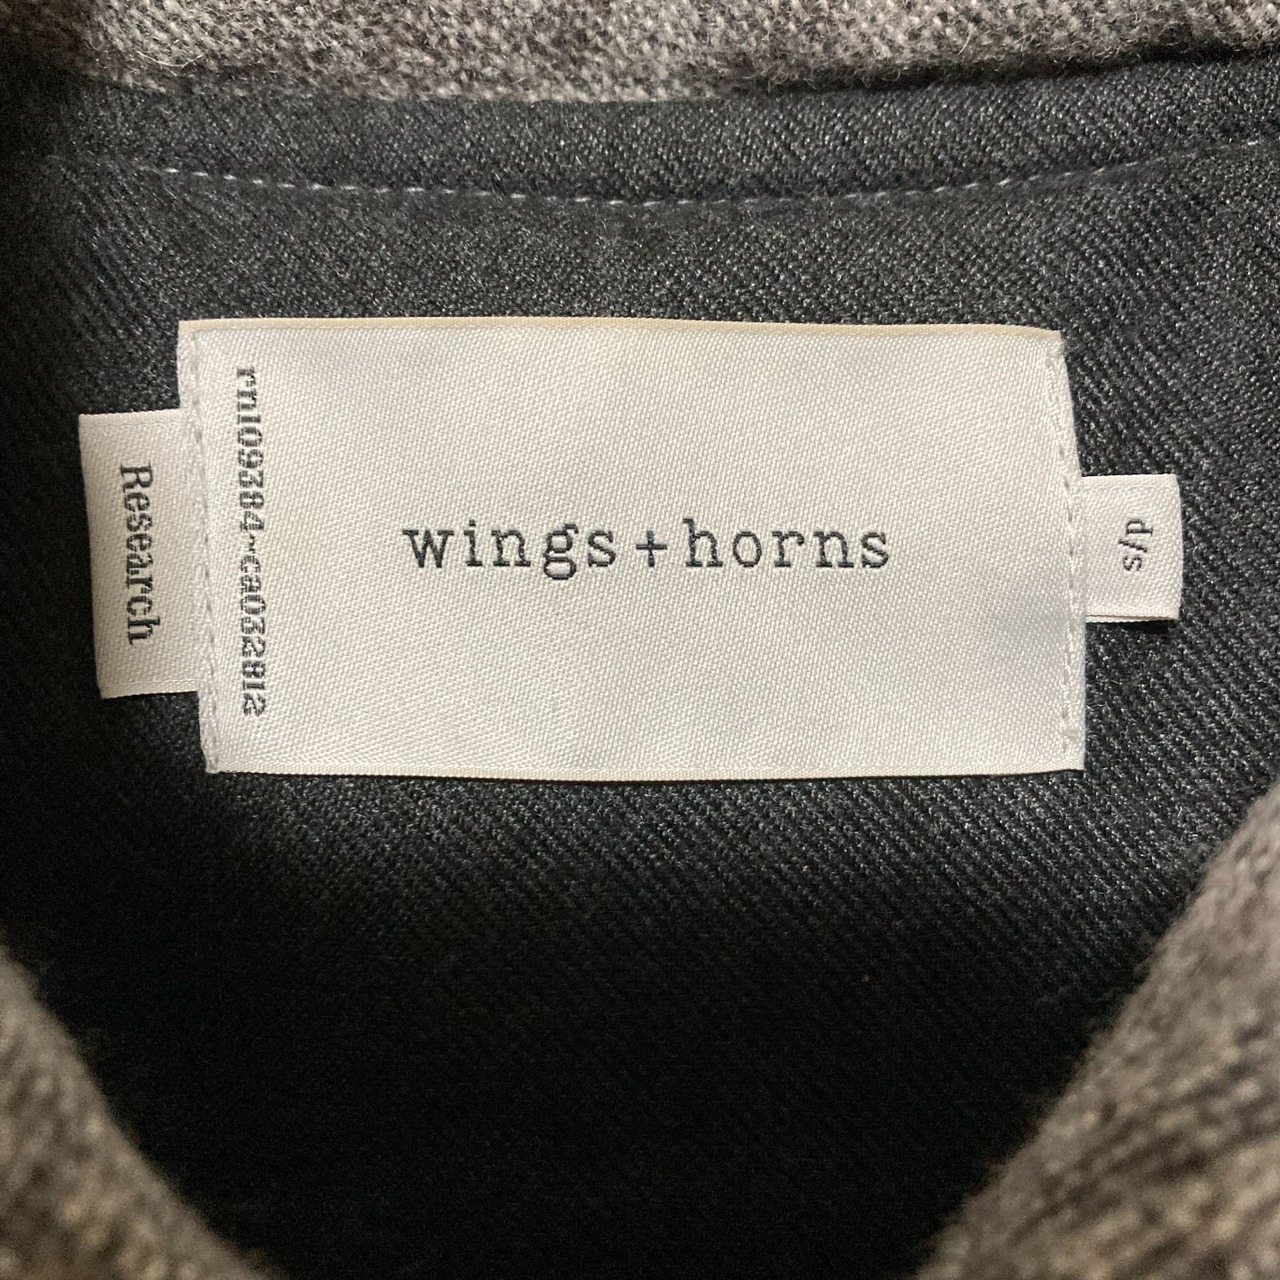 Research
rn109384~ca032812
wings+horns
d/s